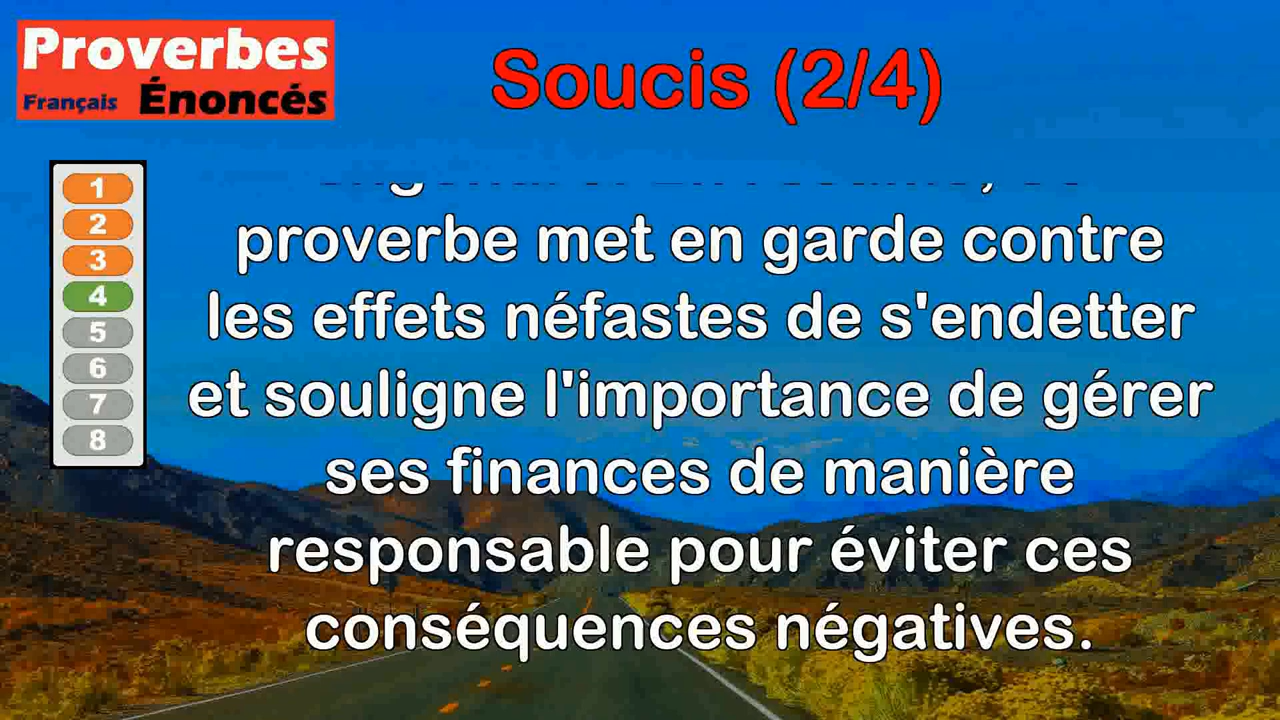 Proverbes
Français Énoncés
Soucis (2/4)
1
2
3
4
5
6
7
8
proverbe met en garde contre
les effets néfastes de s'endetter
et souligne l'importance de gérer
ses finances de manière
responsable pour éviter ces
conséquences négatives.